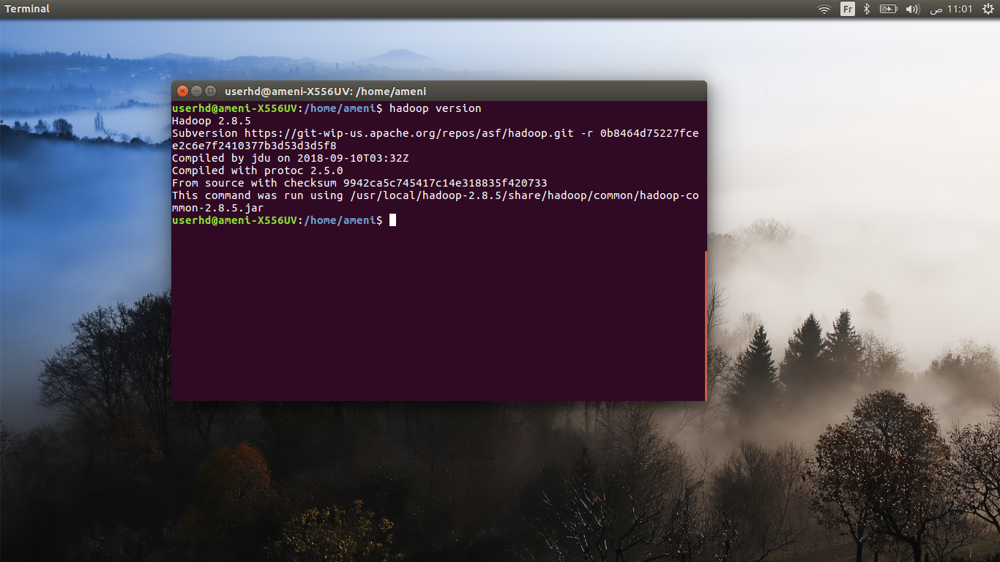 Terminal
Fr
11:01 ص
userhd@ameni-X556UV: /home/ameni
userhd@ameni-X556UV:/home/ameni$ hadoop version
Hadoop 2.8.5
Subversion https://git-wip-us.apache.org/repos/asf/hadoop.git -r 0b8464d75227fce
e2c6e7f2410377b3d53d3d5f8
Compiled by jdu on 2018-09-10T03:32Z
Compiled with protoc 2.5.0
From source with checksum 9942ca5c745417c14e318835f420733
This command was run using /usr/local/hadoop-2.8.5/share/hadoop/common/hadoop-co
mmon-2.8.5.jar
userhd@ameni-X556UV:/home/ameni$